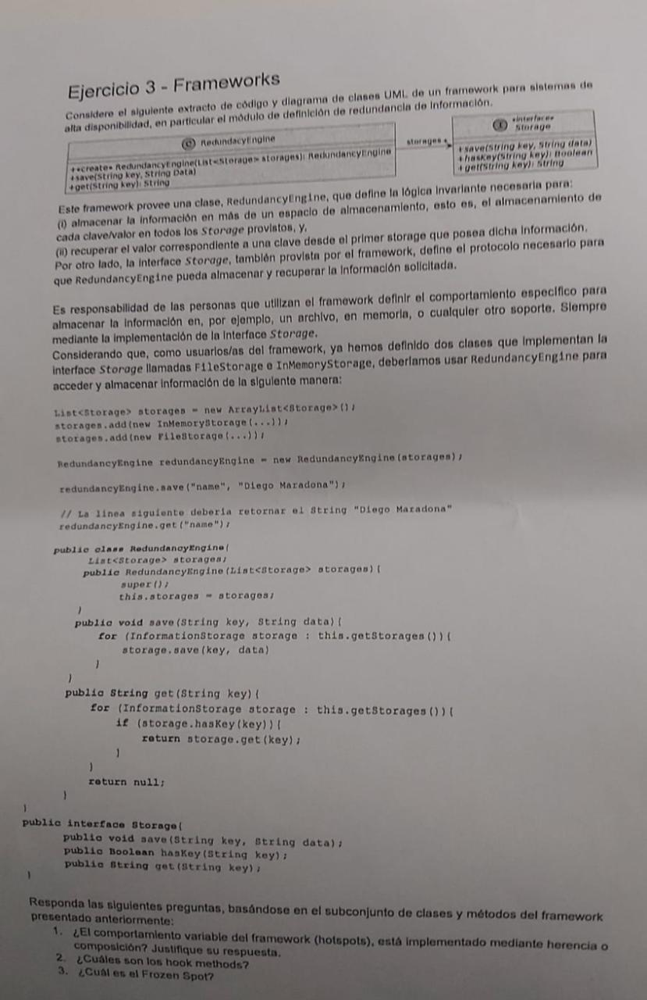 Ejercicio 3 - Frameworks
Considere el siguiente extracto de código y diagrama de clases UML de un framework para sistemas de
alta disponibilidad, en particular el módulo de definición de redundancia de información.
C RedundacyEngine
+«create» RedundancyEngine(List<Storage> storages): RedundancyEngine
+save(String key, String Data)
+get(String key): String
storages *
I «interface»
Storage
+save(String key, String data)
+hasKey(String key): Boolean
+get(String key): String
Este framework provee una clase, RedundancyEngine, que define la lógica invariante necesaria para:
(i) almacenar la información en más de un espacio de almacenamiento, esto es, el almacenamiento de
cada clave/valor en todos los Storage provistos, y,
(ii) recuperar el valor correspondiente a una clave desde el primer storage que posea dicha información.
Por otro lado, la interface Storage, también provista por el framework, define el protocolo necesario para
que RedundancyEngine pueda almacenar y recuperar la información solicitada.
Es responsabilidad de las personas que utilizan el framework definir el comportamiento específico para
almacenar la información en, por ejemplo, un archivo, en memoria, o cualquier otro soporte. Siempre
mediante la implementación de la interface Storage.
Considerando que, como usuarios/as del framework, ya hemos definido dos clases que implementan la
interface Storage llamadas FileStorage e InMemoryStorage, deberíamos usar RedundancyEngine para
acceder y almacenar información de la siguiente manera:
List<Storage> storages = new ArrayList<Storage>();
storages.add(new InMemoryStorage(...));
storages.add(new FileStorage(...));
RedundancyEngine redundancyEngine = new RedundancyEngine(storages);
redundancyEngine.save("name", "Diego Maradona");
// La línea siguiente debería retornar el String "Diego Maradona"
redundancyEngine.get("name");
public class RedundancyEngine{
List<Storage> storages;
public RedundancyEngine(List<Storage> storages){
super();
this.storages = storages;
}
public void save(String key, String data){
for (InformationStorage storage : this.getStorages()){
storage.save(key, data)
}
}
public String get(String key){
for (InformationStorage storage : this.getStorages()){
if (storage.hasKey(key)){
return storage.get(key);
}
}
return null;
}
}
public interface Storage{
public void save(String key, String data);
public Boolean hasKey(String key);
public String get(String key);
}
Responda las siguientes preguntas, basándose en el subconjunto de clases y métodos del framework
presentado anteriormente:
1. ¿El comportamiento variable del framework (hotspots), está implementado mediante herencia o
composición? Justifique su respuesta.
2. ¿Cuáles son los hook methods?
3. ¿Cuál es el Frozen Spot?